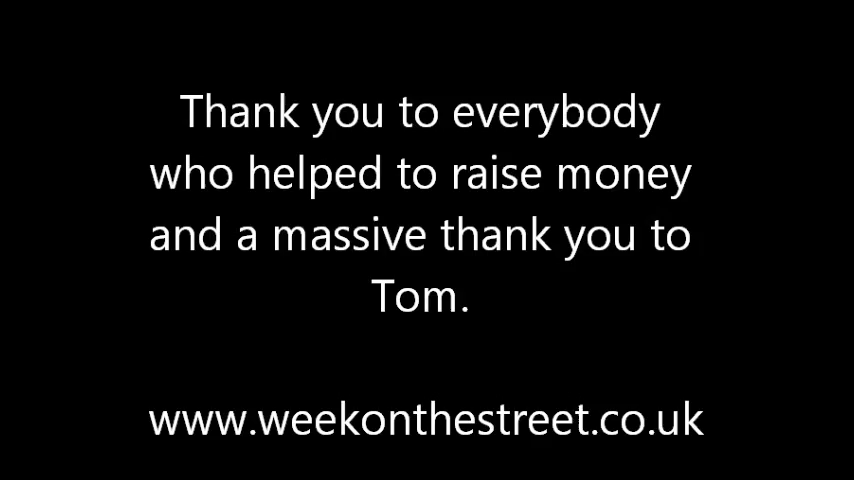 Thank you to everybody
who helped to raise money
and a massive thank you to
Tom.
www.weekonthestreet.co.uk